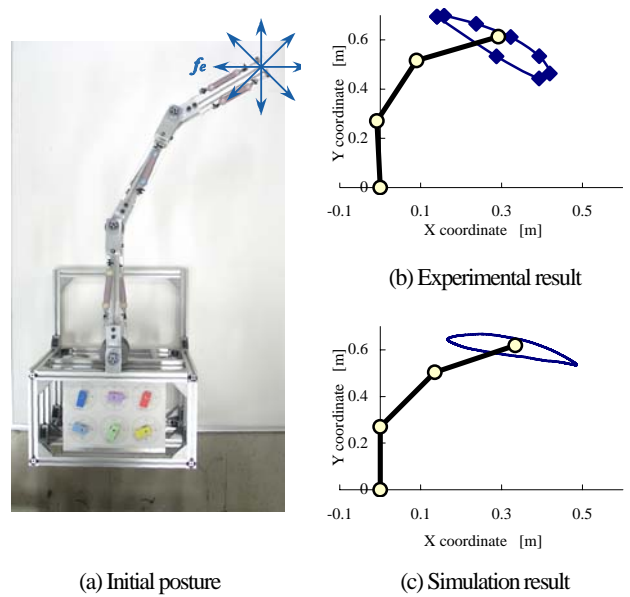 fe
(a) Initial posture
Y coordinate [m]
0.6
0.4
0.2
0
-0.1
0.1
0.3
0.5
X coordinate [m]
(b) Experimental result
Y coordinate [m]
0.6
0.4
0.2
0
-0.1
0.1
0.3
0.5
X coordinate [m]
(c) Simulation result